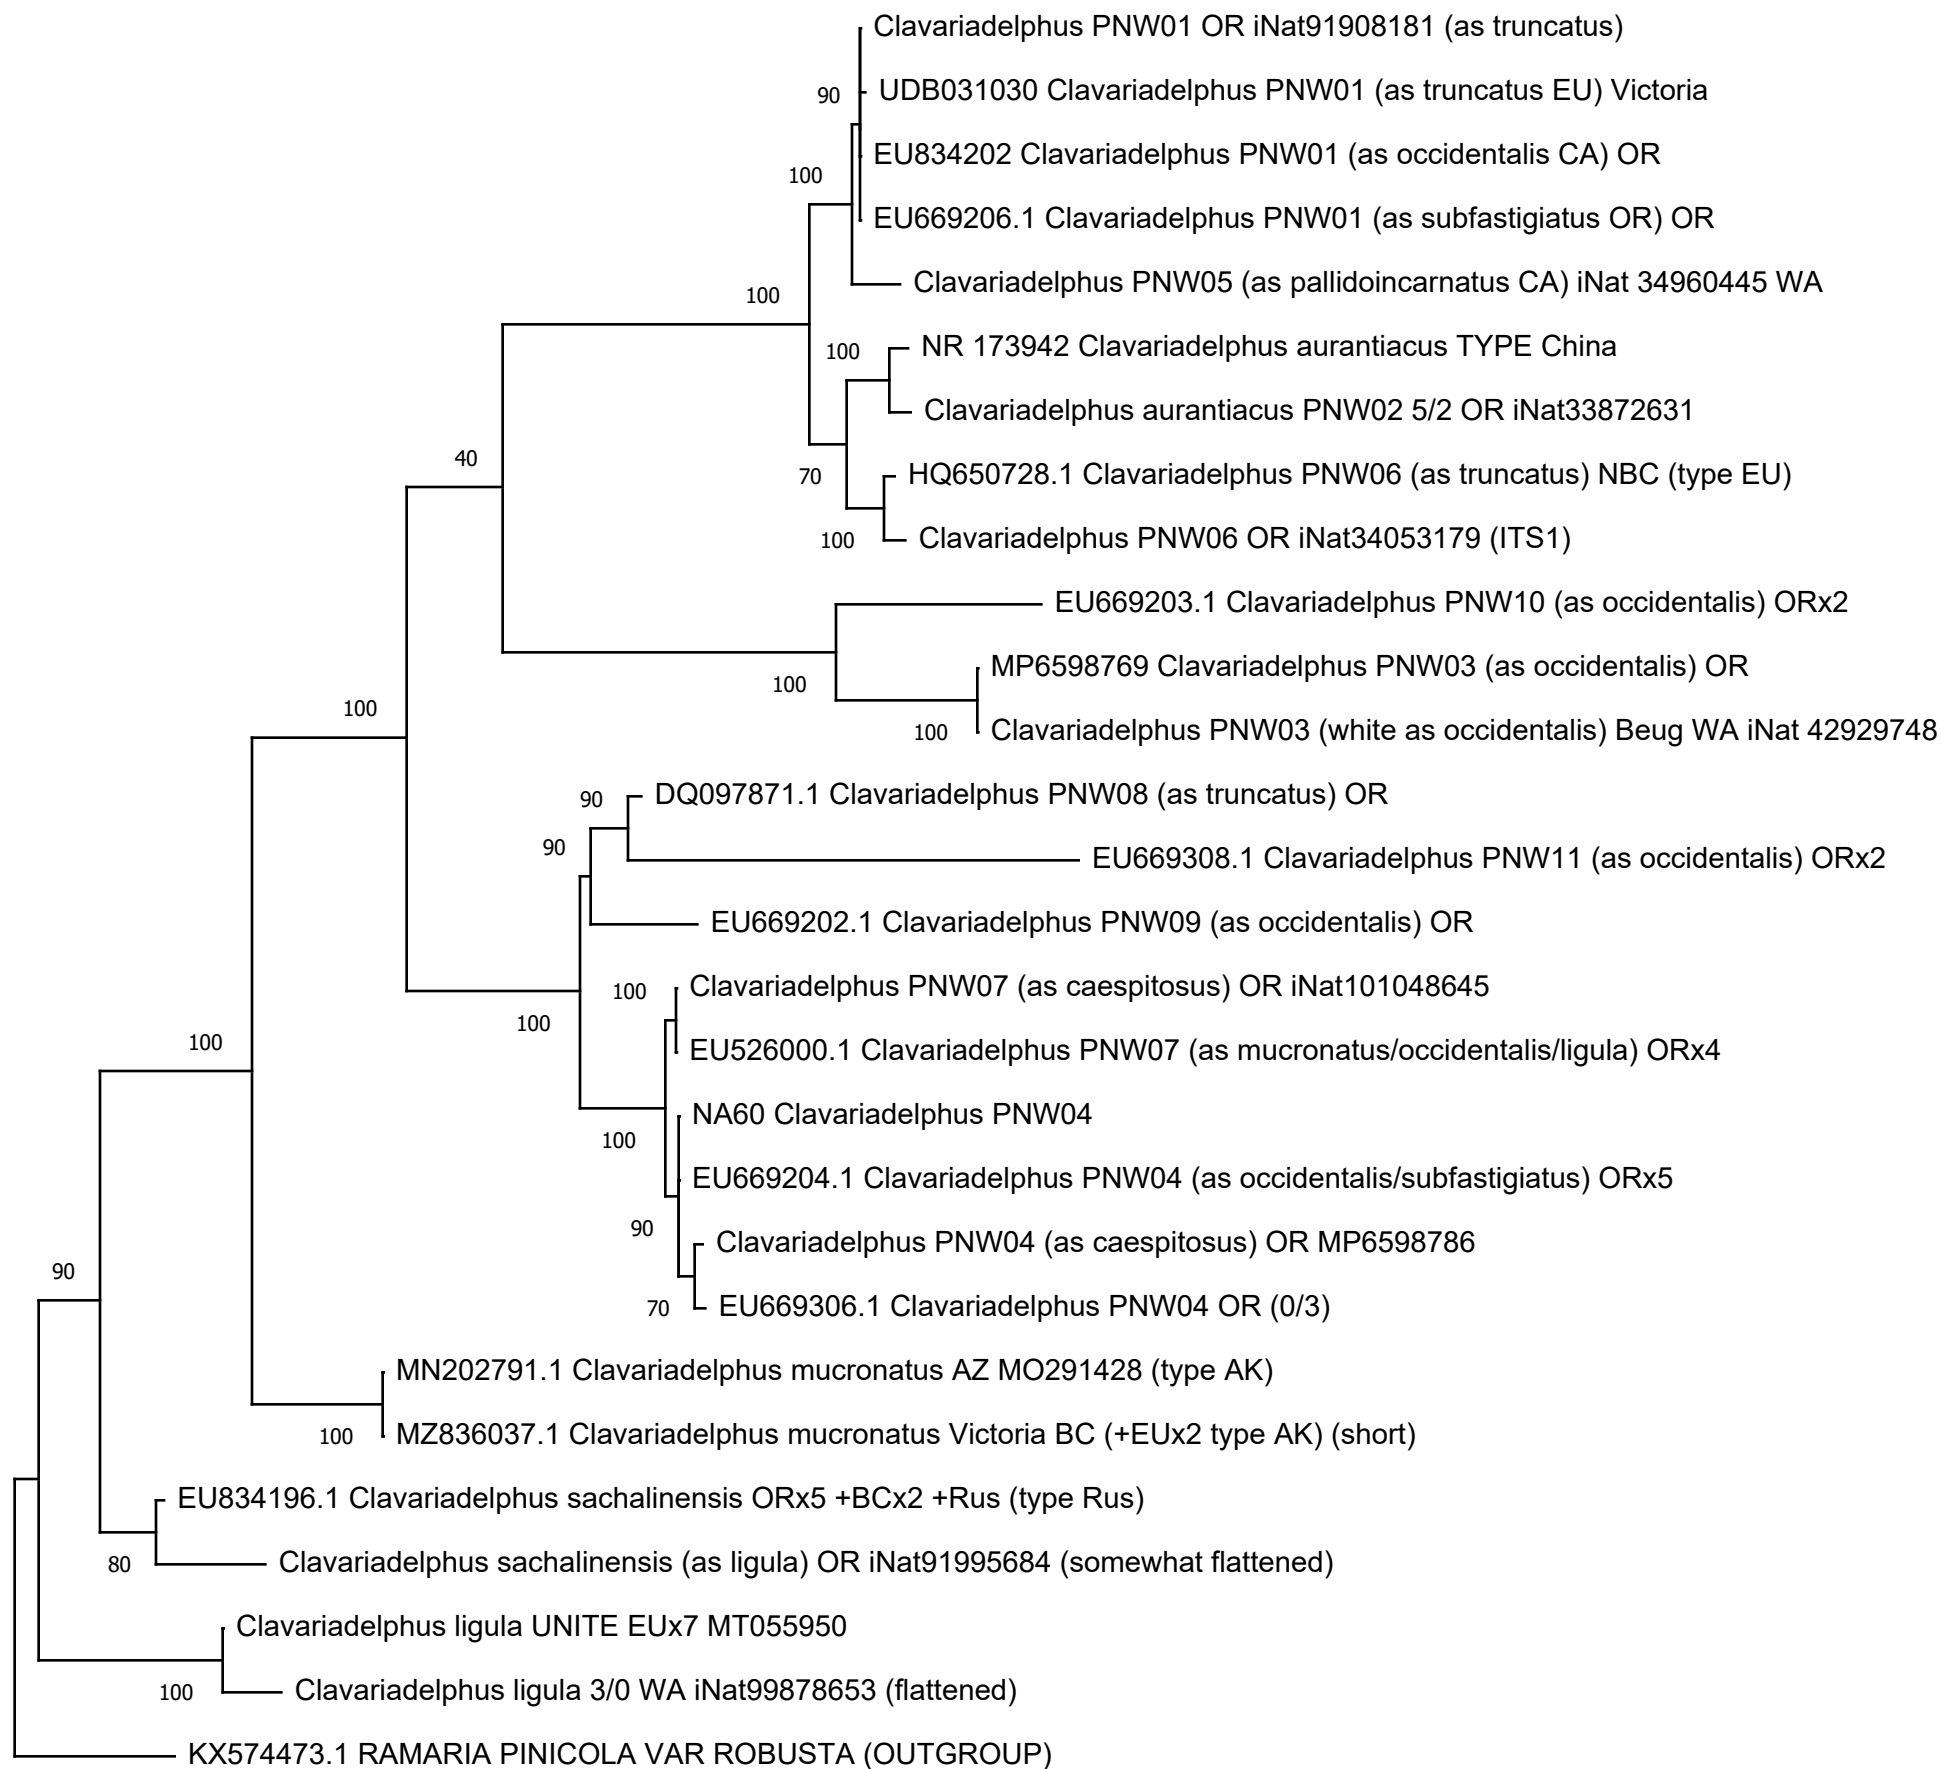 Clavariadelphus PNW01 OR iNat91908181 (as truncatus)
90
UDB031030 Clavariadelphus PNW01 (as truncatus EU) Victoria
EU834202 Clavariadelphus PNW01 (as occidentalis CA) OR
100
EU669206.1 Clavariadelphus PNW01 (as subfastigiatus OR) OR
Clavariadelphus PNW05 (as pallidoincarnatus CA) iNat 34960445 WA
100
NR 173942 Clavariadelphus aurantiacus TYPE China
100
Clavariadelphus aurantiacus PNW02 5/2 OR iNat33872631
40
70
HQ650728.1 Clavariadelphus PNW06 (as truncatus) NBC (type EU)
Clavariadelphus PNW06 OR iNat34053179 (ITS1)
100
EU669203.1 Clavariadelphus PNW10 (as occidentalis) ORx2
MP6598769 Clavariadelphus PNW03 (as occidentalis) OR
100
100
Clavariadelphus PNW03 (white as occidentalis) Beug WA iNat 42929748
100
DQ097871.1 Clavariadelphus PNW08 (as truncatus) OR
90
90
EU669308.1 Clavariadelphus PNW11 (as occidentalis) ORx2
EU669202.1 Clavariadelphus PNW09 (as occidentalis) OR
Clavariadelphus PNW07 (as caespitosus) OR iNat101048645
100
100
EU526000.1 Clavariadelphus PNW07 (as mucronatus/occidentalis/ligula) ORx4
100
NA60 Clavariadelphus PNW04
100
EU669204.1 Clavariadelphus PNW04 (as occidentalis/subfastigiatus) ORx5
90
Clavariadelphus PNW04 (as caespitosus) OR MP6598786
90
70
EU669306.1 Clavariadelphus PNW04 OR (0/3)
MN202791.1 Clavariadelphus mucronatus AZ MO291428 (type AK)
100
MZ836037.1 Clavariadelphus mucronatus Victoria BC (+EUx2 type AK) (short)
EU834196.1 Clavariadelphus sachalinensis ORx5 +BCx2 +Rus (type Rus)
80
Clavariadelphus sachalinensis (as ligula) OR iNat91995684 (somewhat flattened)
Clavariadelphus ligula UNITE EUx7 MT055950
100
Clavariadelphus ligula 3/0 WA iNat99878653 (flattened)
KX574473.1 RAMARIA PINICOLA VAR ROBUSTA (OUTGROUP)